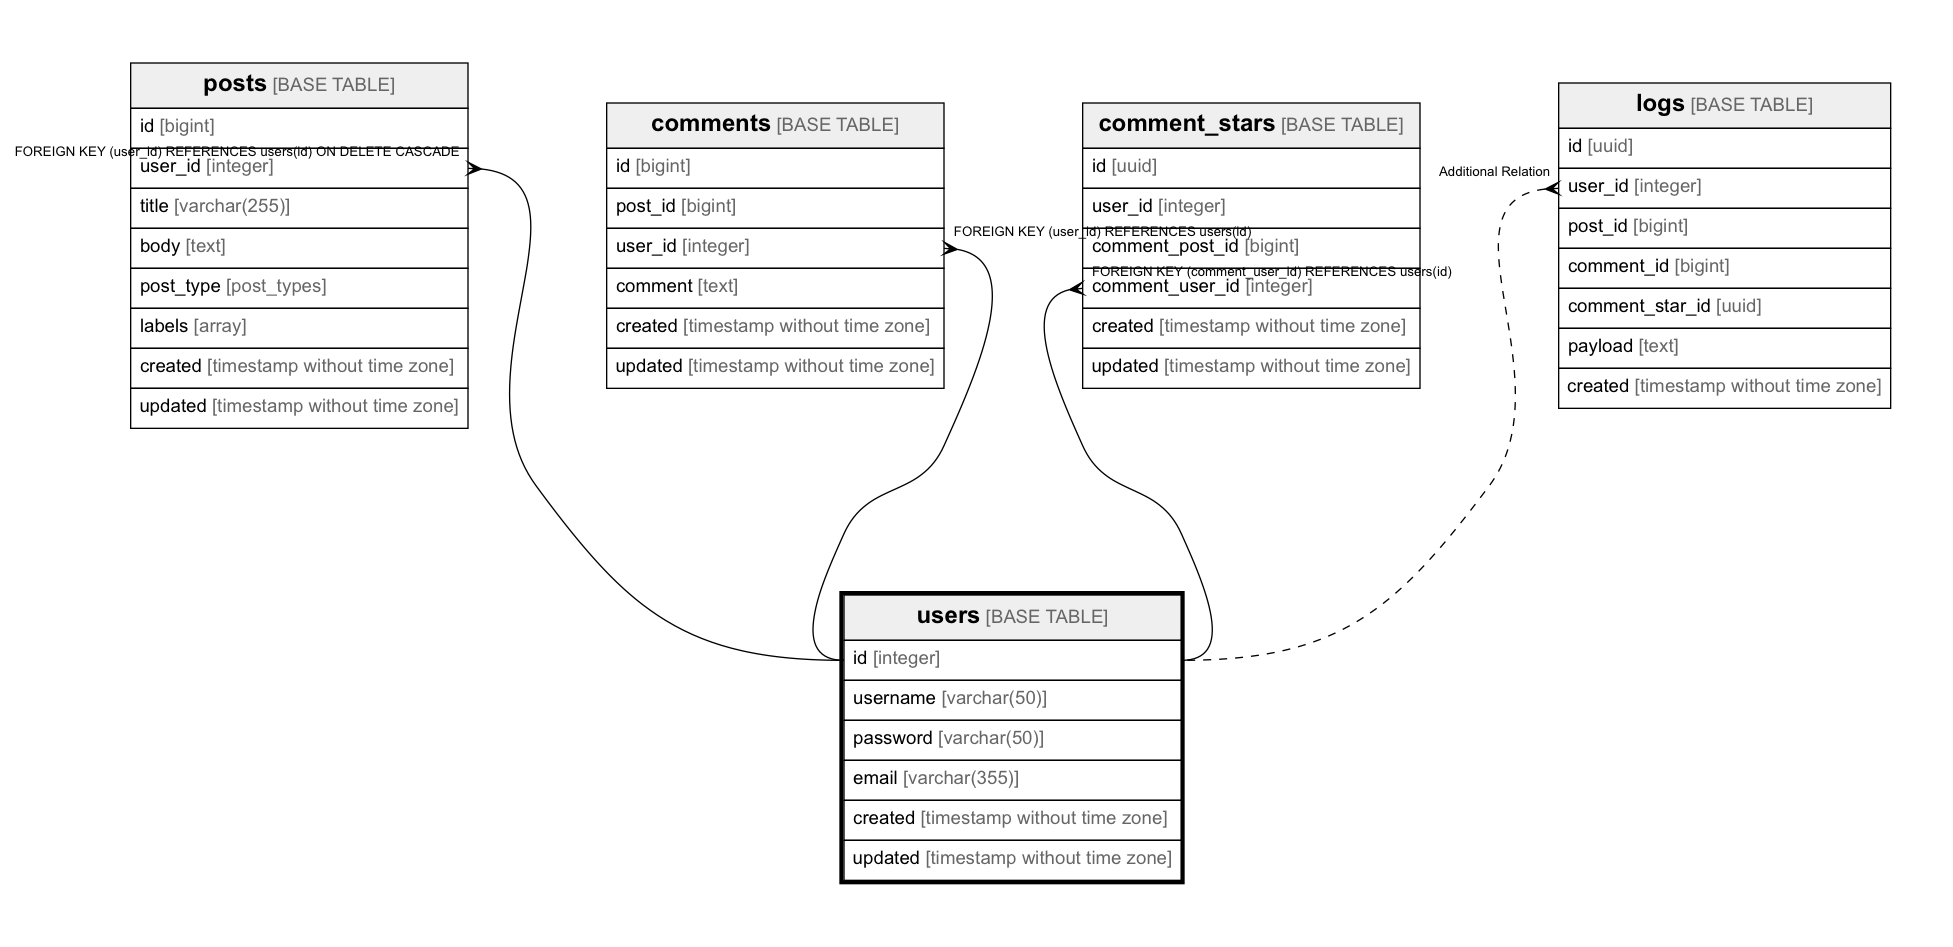 posts [BASE TABLE]
id [bigint]
FOREIGN KEY (user_id) REFERENCES users(id) ON DELETE CASCADE
user_id [integer]
title [varchar(255)]
body [text]
post_type [post_types]
labels [array]
created [timestamp without time zone]
updated [timestamp without time zone]
comments [BASE TABLE]
id [bigint]
post_id [bigint]
user_id [integer]
FOREIGN KEY (user_id) REFERENCES users(id)
comment [text]
created [timestamp without time zone]
updated [timestamp without time zone]
comment_stars [BASE TABLE]
id [uuid]
user_id [integer]
comment_post_id [bigint]
FOREIGN KEY (comment_user_id) REFERENCES users(id)
comment_user_id [integer]
created [timestamp without time zone]
updated [timestamp without time zone]
logs [BASE TABLE]
id [uuid]
Additional Relation
user_id [integer]
post_id [bigint]
comment_id [bigint]
comment_star_id [uuid]
payload [text]
created [timestamp without time zone]
users [BASE TABLE]
id [integer]
username [varchar(50)]
password [varchar(50)]
email [varchar(355)]
created [timestamp without time zone]
updated [timestamp without time zone]